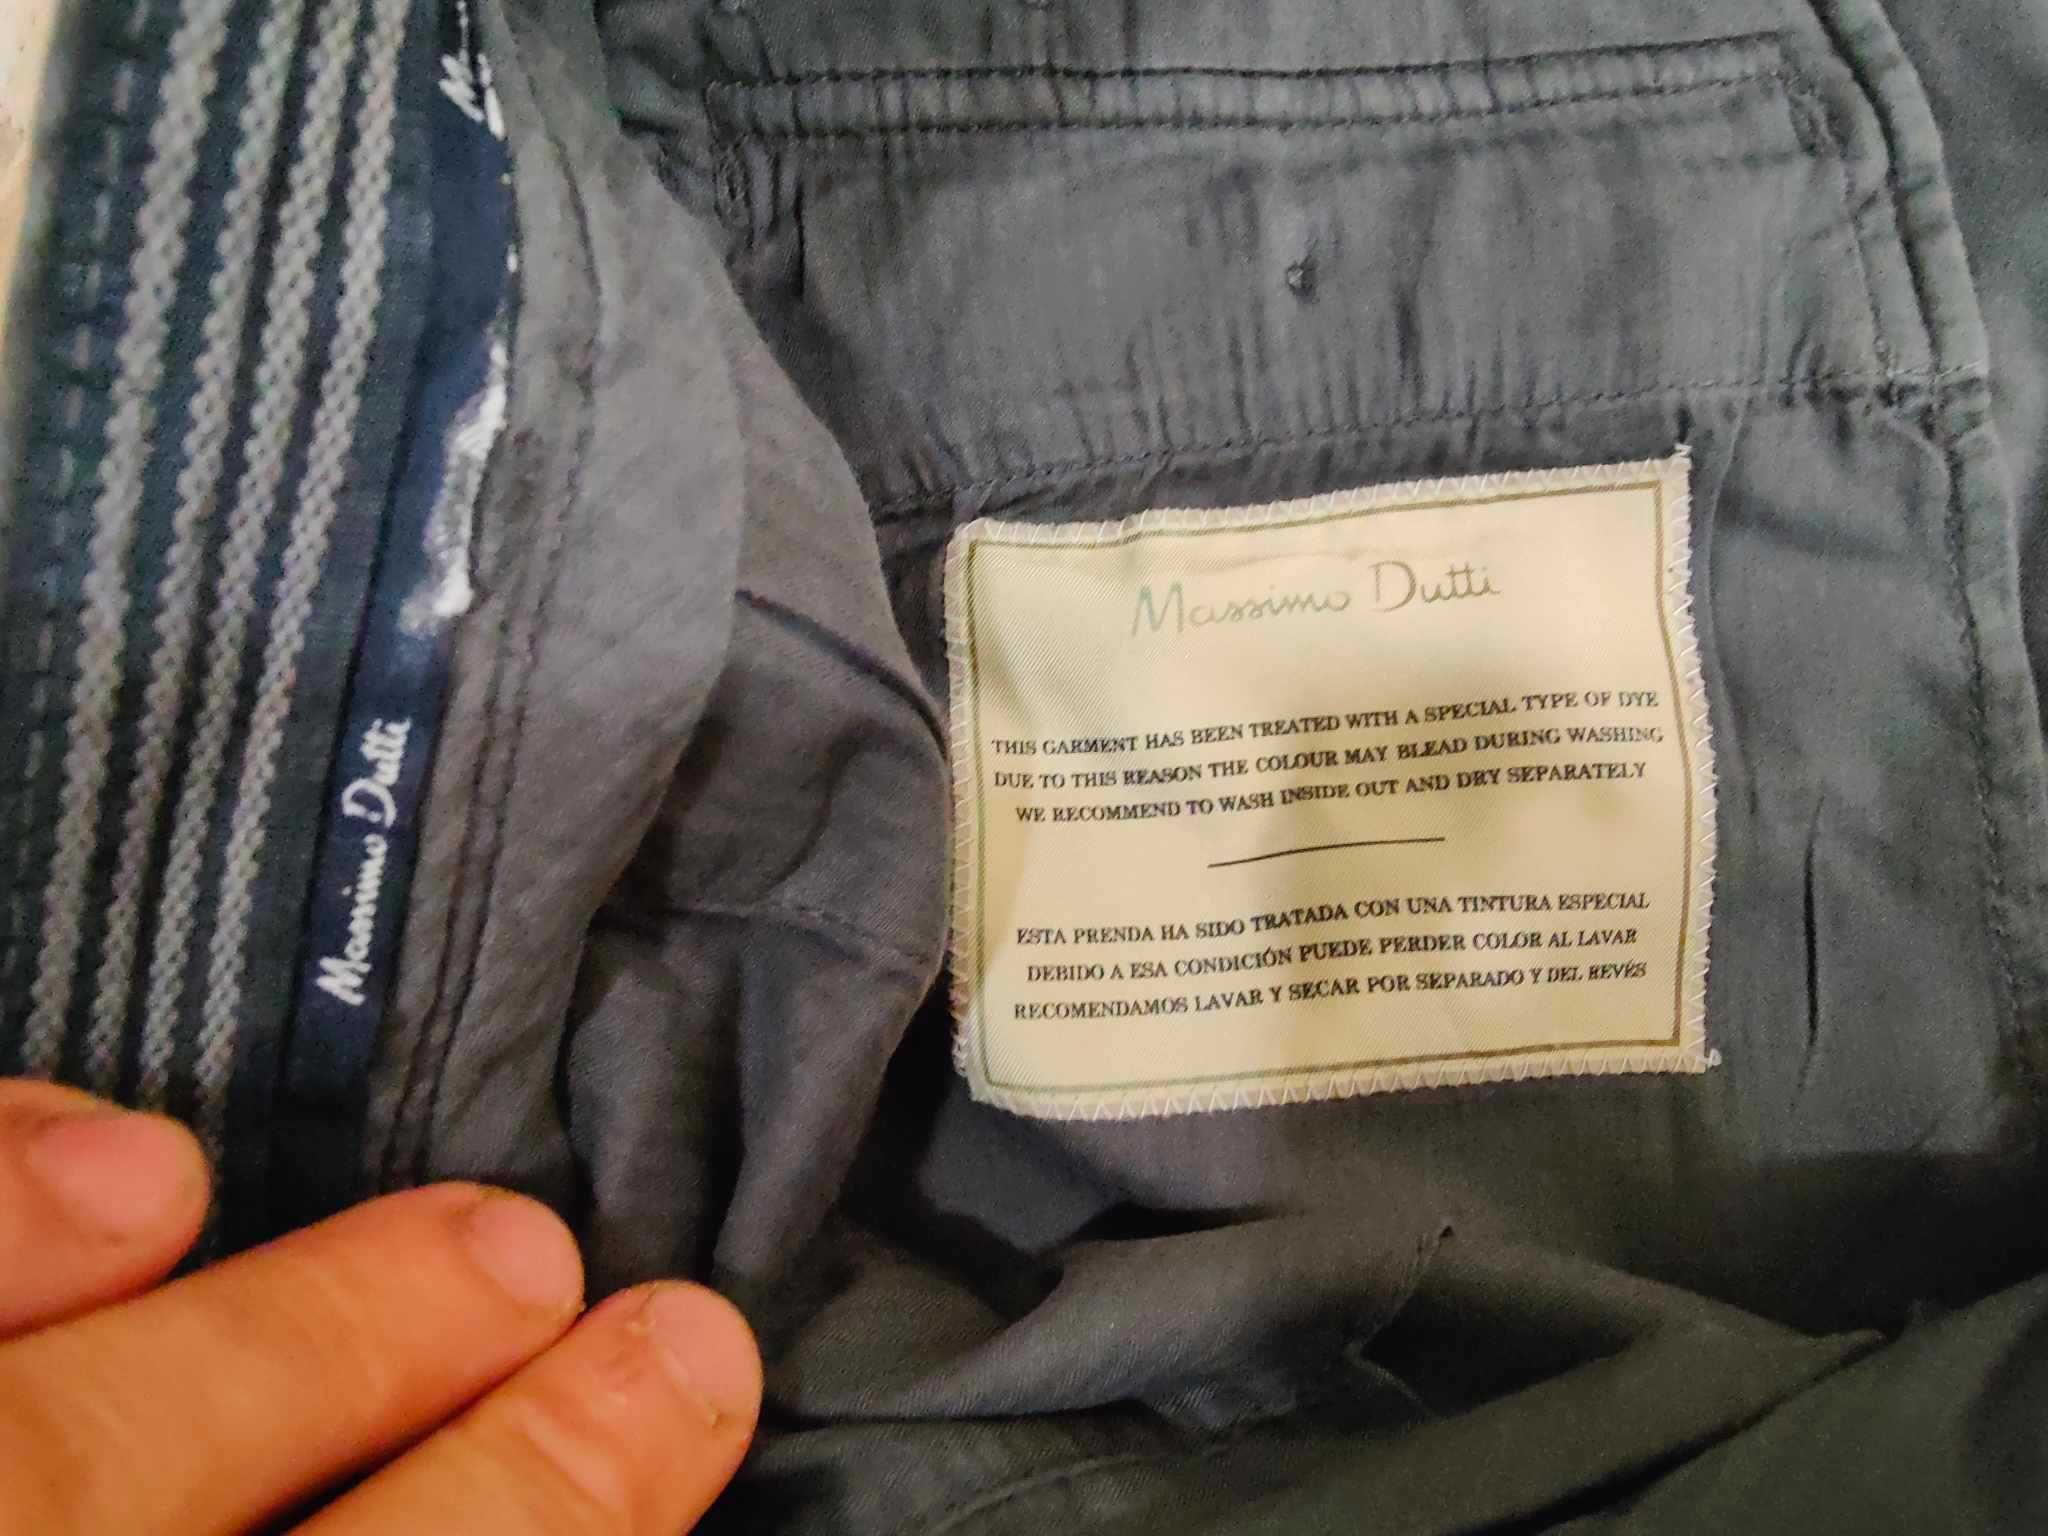 Massimo Dutti
Massimo Dutti
THIS GARMENT HAS BEEN TREATED WITH A SPECIAL TYPE OF DYE
DUE TO THIS REASON THE COLOUR MAY BLEAD DURING WASHING
WE RECOMMEND TO WASH INSIDE OUT AND DRY SEPARATELY
ESTA PRENDA HA SIDO TRATADA CON UNA TINTURA ESPECIAL
DEBIDO A ESA CONDICIÓN PUEDE PERDER COLOR AL LAVAR
RECOMENDAMOS LAVAR Y SECAR POR SEPARADO Y DEL REVÉS